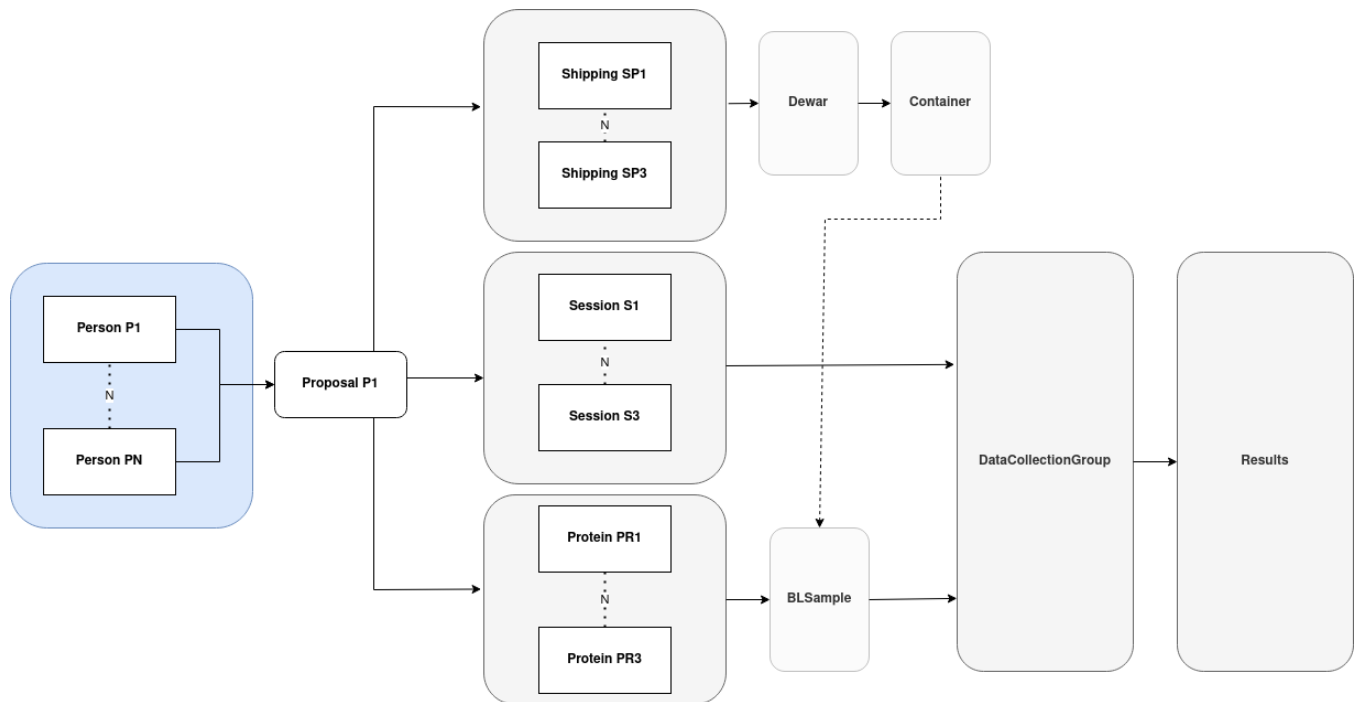 Shipping SP1
N
Shipping SP3
Dewar
Container
Person P1
N
Person PN
Proposal P1
Session S1
N
Session S3
Protein PR1
N
Protein PR3
BLSample
DataCollectionGroup
Results